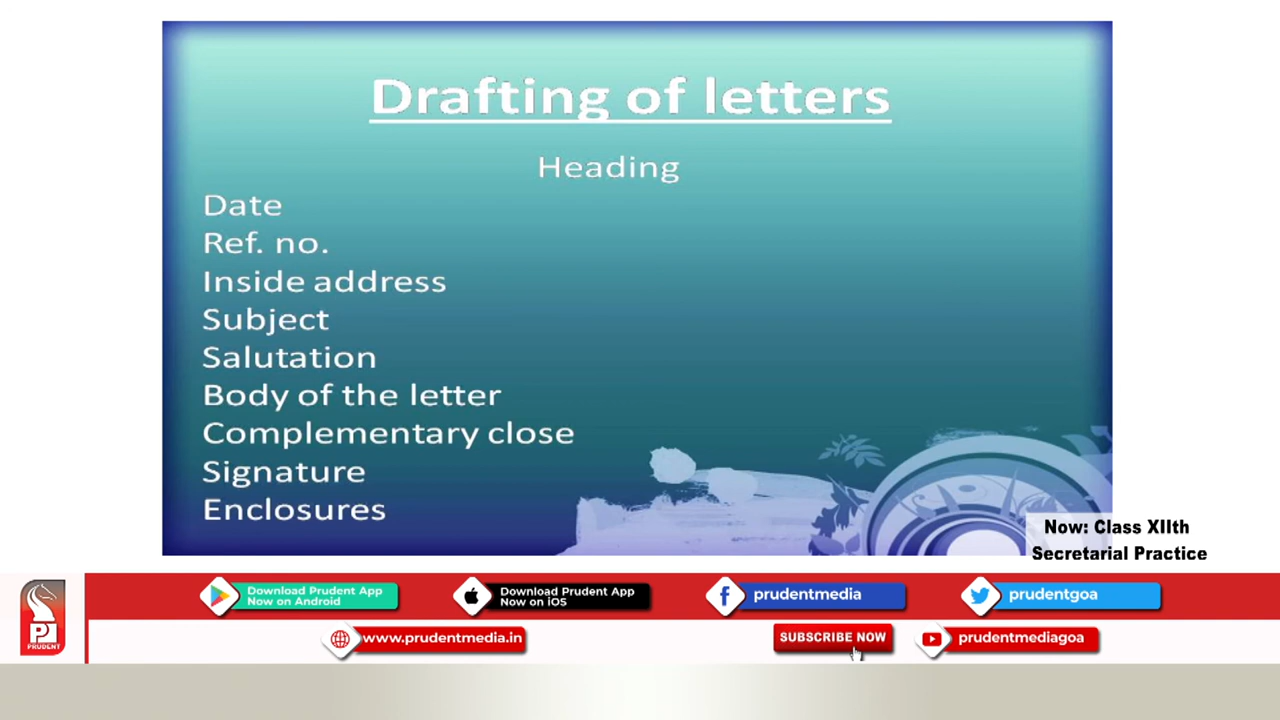 Drafting of letters
Heading
Date
Ref. no.
Inside address
Subject
Salutation
Body of the letter
Complementary close
Signature
Enclosures
Now: Class XIIth
Secretarial Practice
Download Prudent App
Now on Android
Download Prudent App
Now on iOS
prudentmedia
prudentgoa
PRUDENT
www.prudentmedia.in
SUBSCRIBE NOW
prudentmediagoa